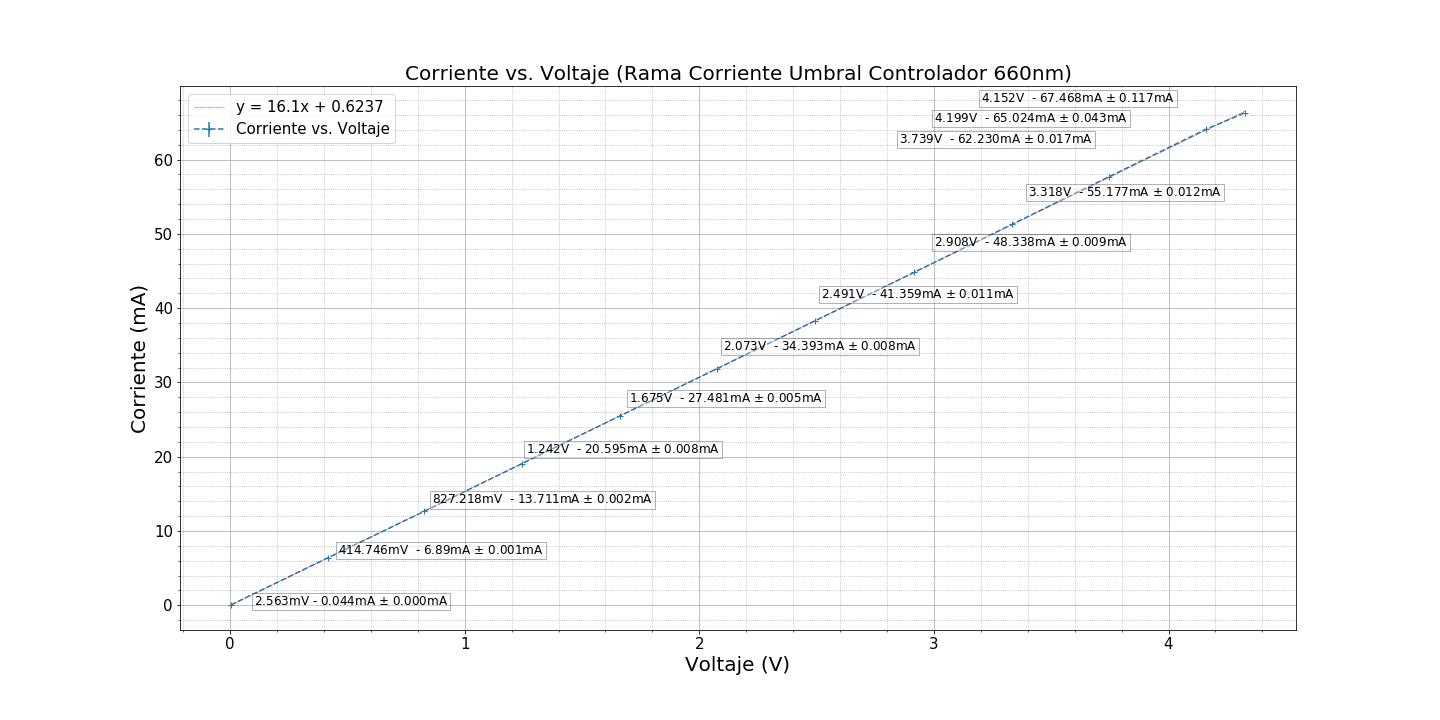 Corriente vs. Voltaje (Rama Corriente Umbral Controlador 660nm)
y = 16.1x + 0.6237
Corriente vs. Voltaje
4.152V - 67.468mA ± 0.117mA
4.199V - 65.024mA ± 0.043mA
3.739V - 62.230mA ± 0.017mA
3.318V - 55.177mA ± 0.012mA
2.908V - 48.338mA ± 0.009mA
2.491V - 41.359mA ± 0.011mA
2.073V - 34.393mA ± 0.008mA
1.675V - 27.481mA ± 0.005mA
1.242V - 20.595mA ± 0.008mA
827.218mV - 13.711mA ± 0.002mA
414.746mV - 6.89mA ± 0.001mA
2.563mV - 0.044mA ± 0.000mA
60
50
40
30
20
10
0
Corriente (mA)
0 1 2 3 4
Voltaje (V)